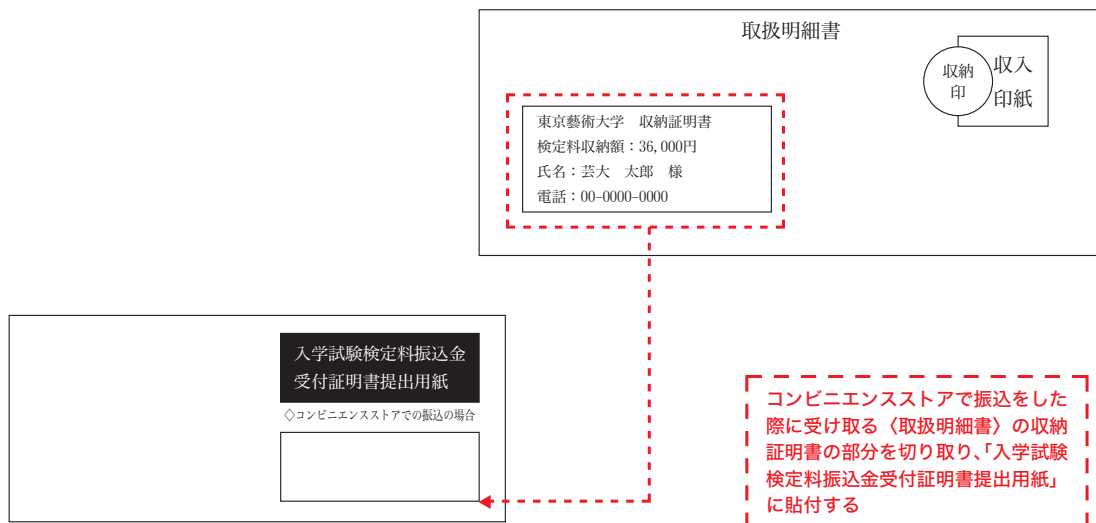 取扱明細書
収納
印
収入
印紙
東京藝術大学　収納証明書
検定料収納額：36,000円
氏名：芸大　太郎　様
電話：00-0000-0000
入学試験検定料振込金
受付証明書提出用紙
◇コンビニエンスストアでの振込の場合
コンビニエンスストアで振込をした
際に受け取る〈取扱明細書〉の収納
証明書の部分を切り取り、「入学試験
検定料振込金受付証明書提出用紙」
に貼付する